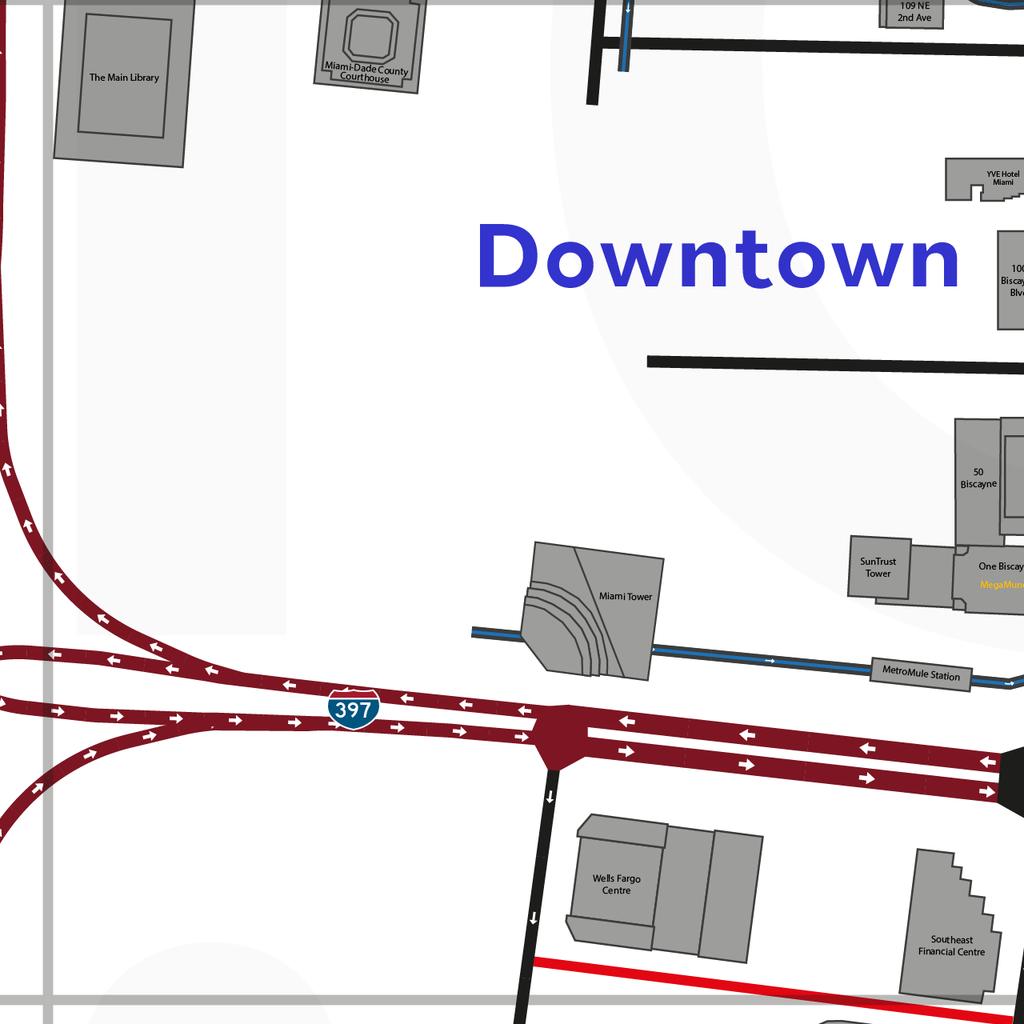 109 NE
2nd Ave
The Main Library
Miami-Dade County
Courthouse
YVE Hotel
Miami
Downtown
50
Biscayne
SunTrust
Tower
Miami Tower
MetroMule Station
397
Wells Fargo
Centre
Southeast
Financial Centre
One